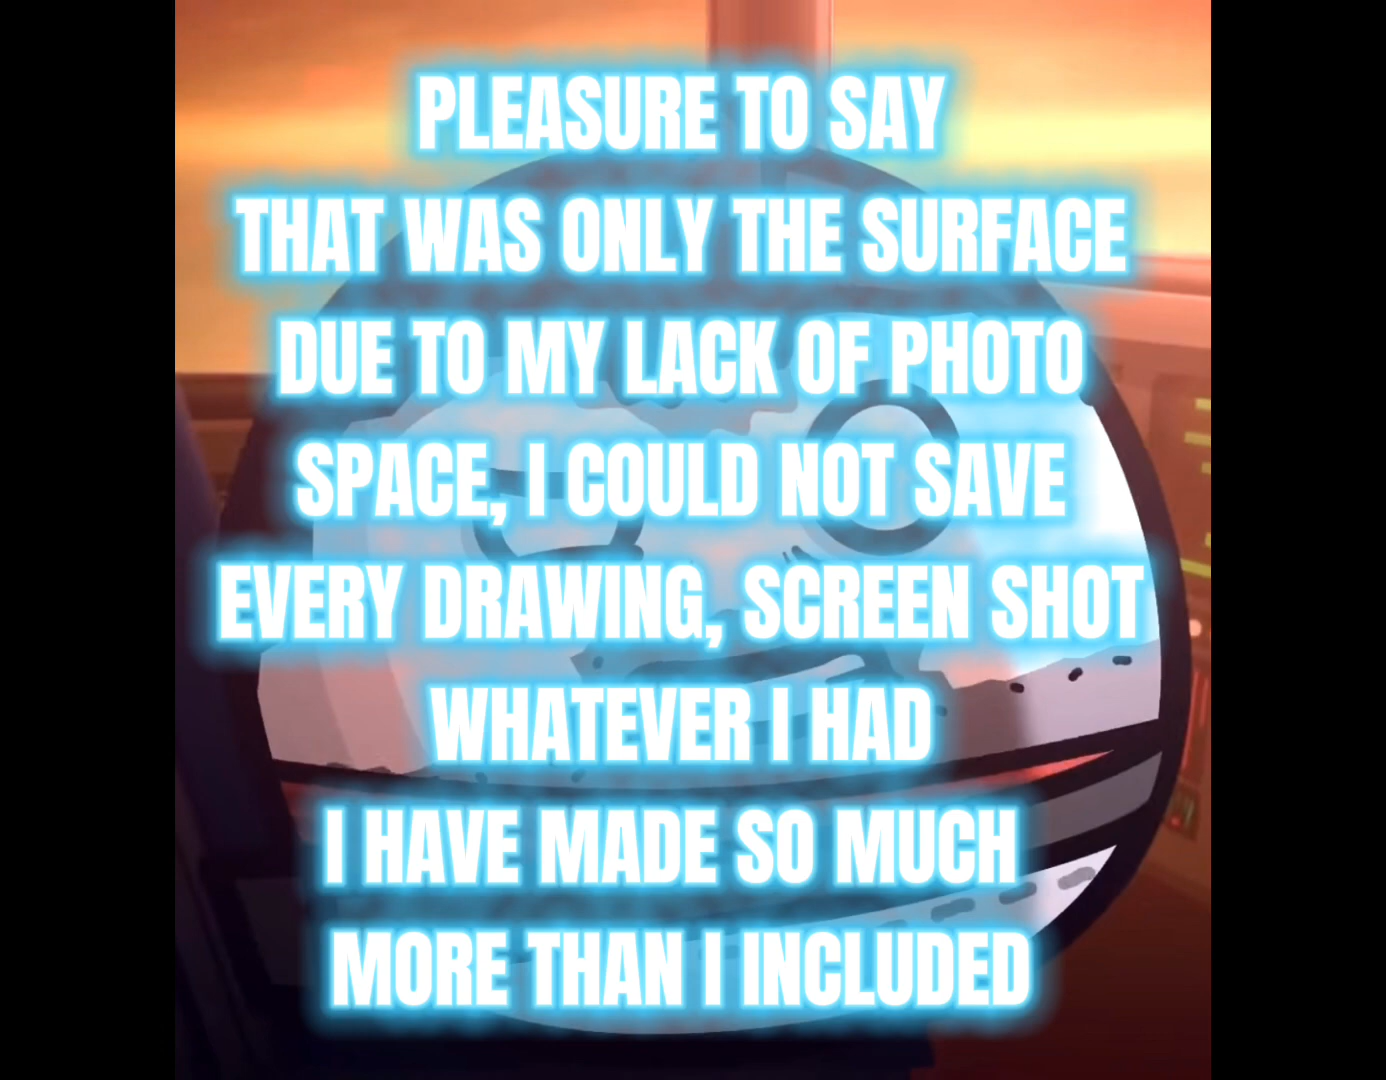 PLEASURE TO SAY
THAT WAS ONLY THE SURFACE
DUE TO MY LACK OF PHOTO
SPACE, I COULD NOT SAVE
EVERY DRAWING, SCREEN SHOT
WHATEVER I HAD
I HAVE MADE SO MUCH
MORE THAN I INCLUDED